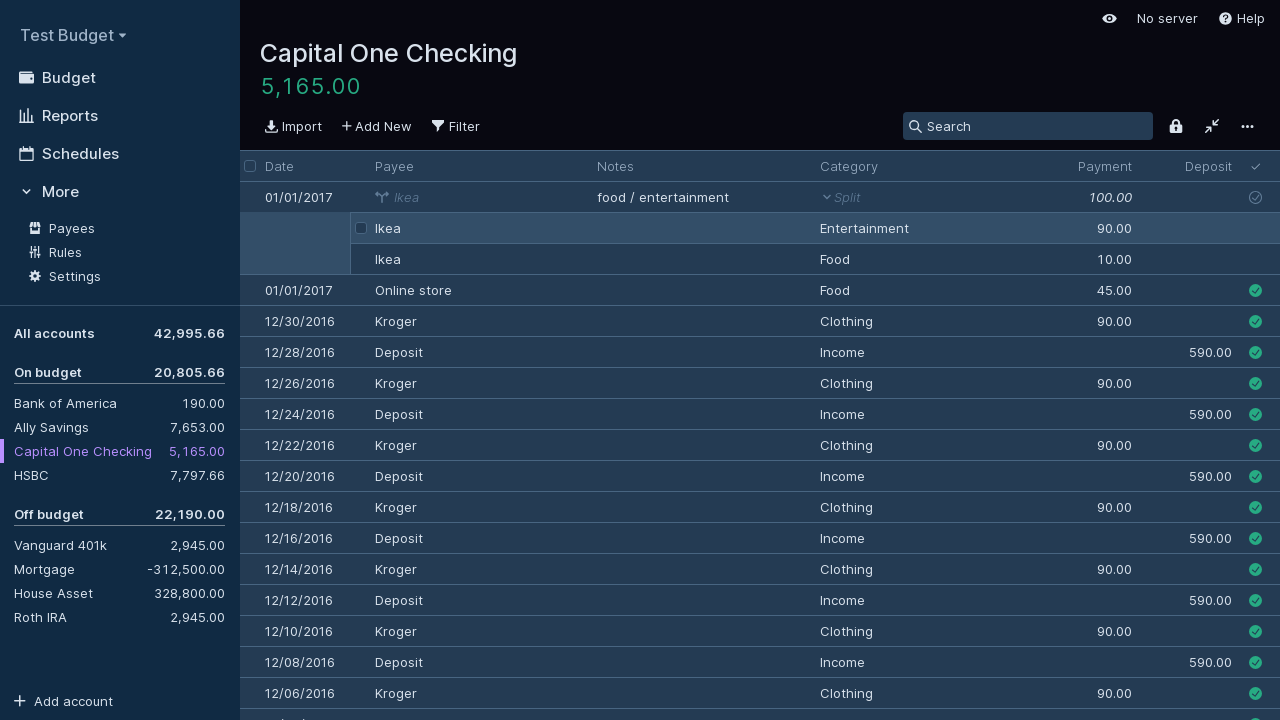 Test Budget
Budget
Reports
Schedules
More
Payees
Rules
Settings
All accounts 42,995.66
On budget 20,805.66
Bank of America 190.00
Ally Savings 7,653.00
Capital One Checking 5,165.00
HSBC 7,797.66
Off budget 22,190.00
Vanguard 401k 2,945.00
Mortgage -312,500.00
House Asset 328,800.00
Roth IRA 2,945.00
Add account
No server Help
Capital One Checking
5,165.00
Import Add New Filter Search
Date Payee Notes Category Payment Deposit
01/01/2017 Ikea food / entertainment Split 100.00
Ikea Entertainment 90.00
Ikea Food 10.00
01/01/2017 Online store Food 45.00
12/30/2016 Kroger Clothing 90.00
12/28/2016 Deposit Income 590.00
12/26/2016 Kroger Clothing 90.00
12/24/2016 Deposit Income 590.00
12/22/2016 Kroger Clothing 90.00
12/20/2016 Deposit Income 590.00
12/18/2016 Kroger Clothing 90.00
12/16/2016 Deposit Income 590.00
12/14/2016 Kroger Clothing 90.00
12/12/2016 Deposit Income 590.00
12/10/2016 Kroger Clothing 90.00
12/08/2016 Deposit Income 590.00
12/06/2016 Kroger Clothing 90.00